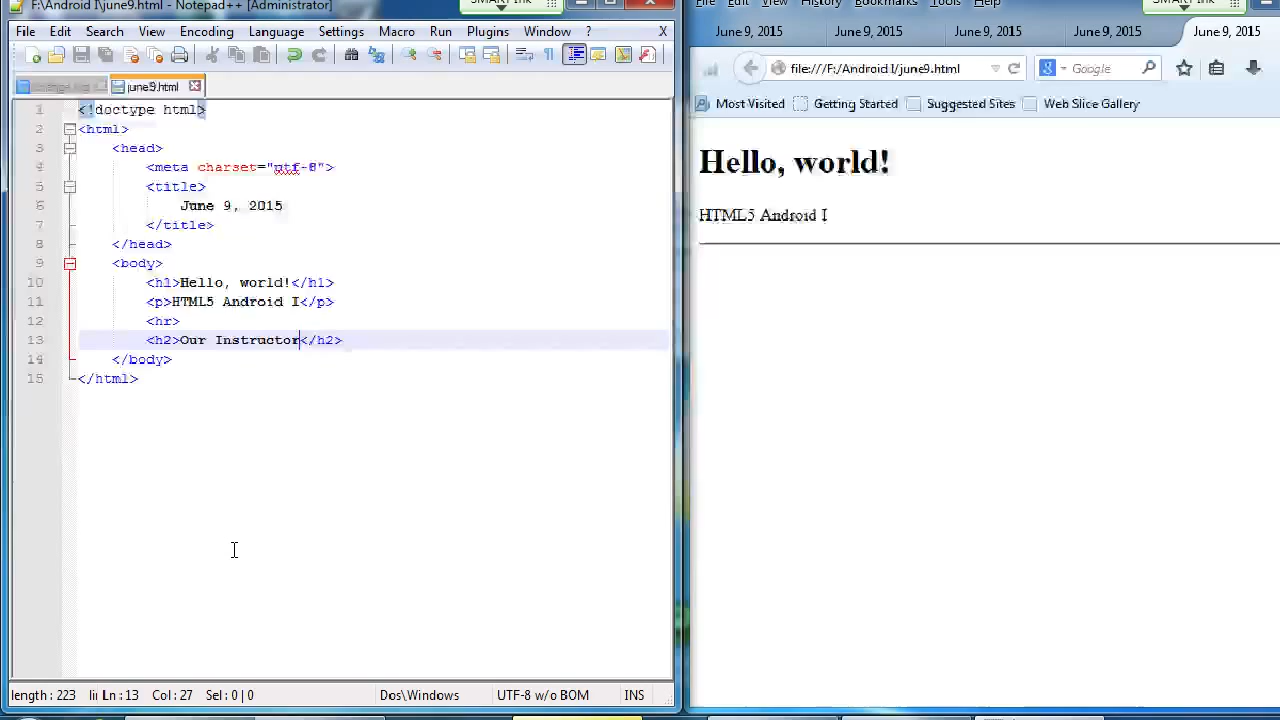 F:\Android I\june9.html - Notepad++ [Administrator]
File Edit Search View Encoding Language Settings Macro Run Plugins Window ? X
june9.html
1 <!doctype html>
2 <html>
3 <head>
4 <meta charset="utf-8">
5 <title>
6 June 9, 2015
7 </title>
8 </head>
9 <body>
10 <h1>Hello, world!</h1>
11 <p>HTML5 Android I</p>
12 <hr>
13 <h2>Our Instructor</h2>
14 </body>
15 </html>
length : 223 Ln : 13 Col : 27 Sel : 0 | 0 Dos\Windows UTF-8 w/o BOM INS
File Edit View History Bookmarks Tools Help
June 9, 2015 June 9, 2015 June 9, 2015 June 9, 2015 June 9, 2015
file:///F:/Android I/june9.html Google
Most Visited Getting Started Suggested Sites Web Slice Gallery
Hello, world!
HTML5 Android I